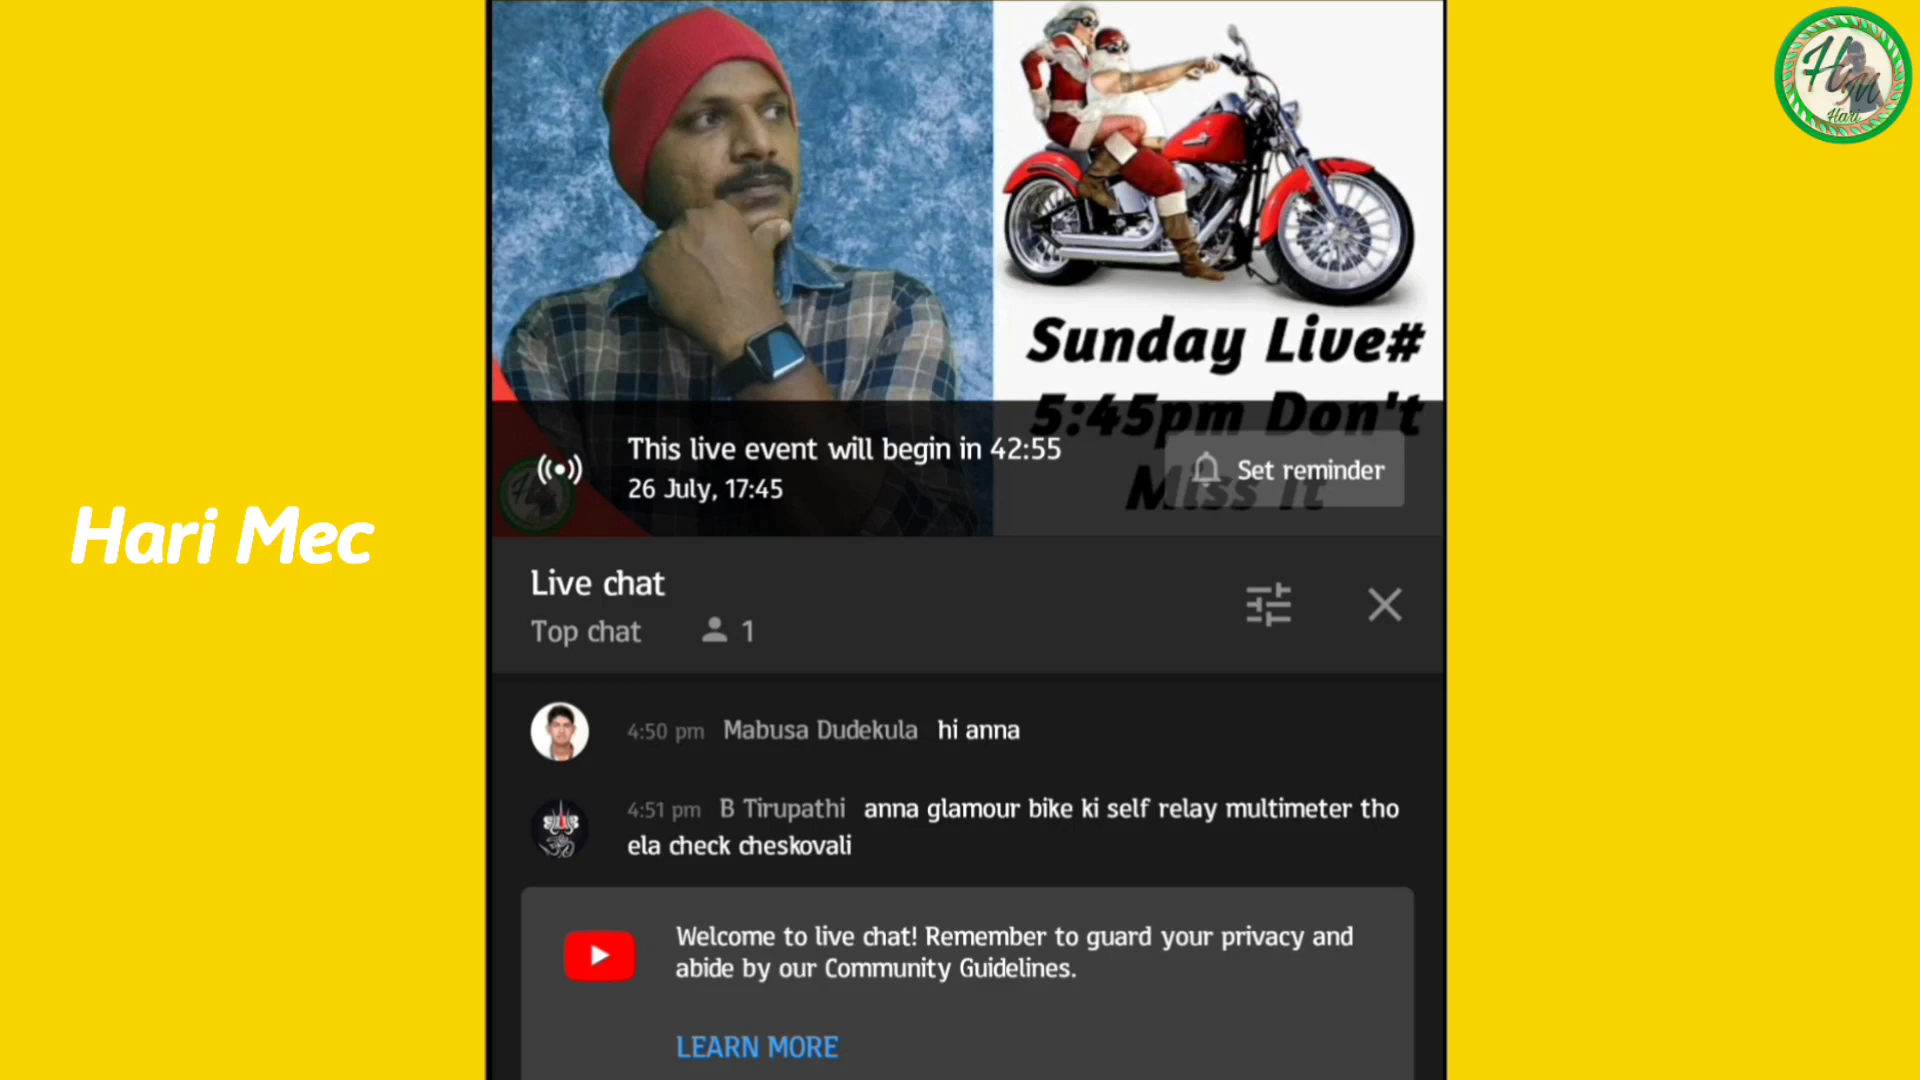 Sunday Live#
5:45pm Don't
Miss It
This live event will begin in 42:55
26 July, 17:45
Set reminder
Hari Mec
Live chat
Top chat 1
4:50 pm Mabusa Dudekula hi anna
4:51 pm B Tirupathi anna glamour bike ki self relay multimeter tho
ela check cheskovali
Welcome to live chat! Remember to guard your privacy and
abide by our Community Guidelines.
LEARN MORE
HM
Hari